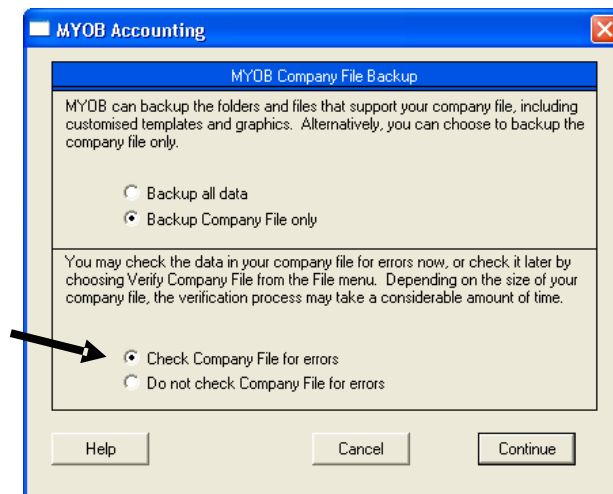 MYOB Accounting
MYOB Company File Backup
MYOB can backup the folders and files that support your company file, including
customised templates and graphics. Alternatively, you can choose to backup the
company file only.
Backup all data
Backup Company File only
You may check the data in your company file for errors now, or check it later by
choosing Verify Company File from the File menu. Depending on the size of your
company file, the verification process may take a considerable amount of time.
Check Company File for errors
Do not check Company File for errors
Help
Cancel
Continue